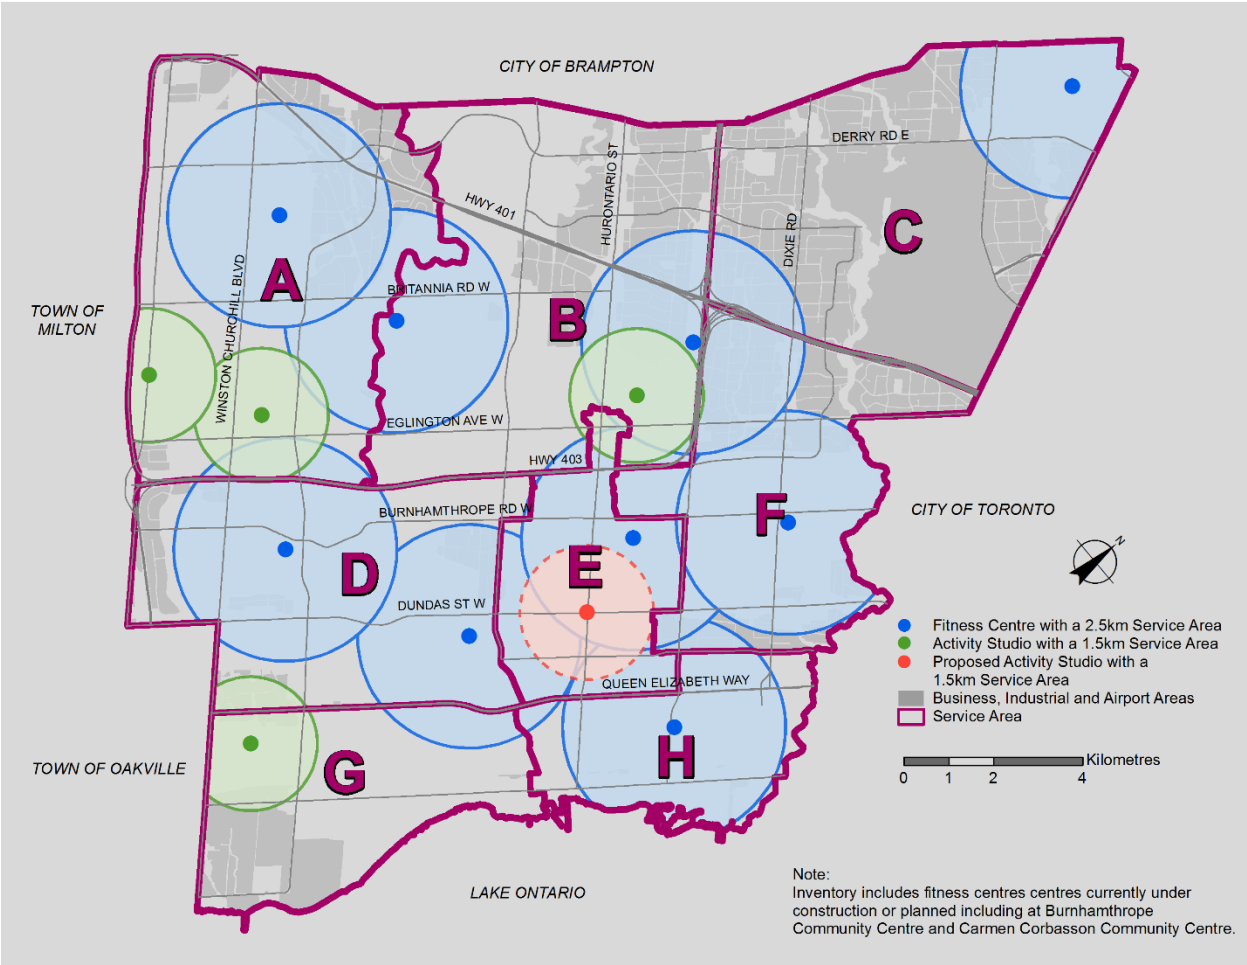 CITY OF BRAMPTON
DERRY RD E
HURONTARIO ST
HWY 401
DIXIE RD
C
A
WINSTON CHURCHILL BLVD
BRITANNIA RD W
B
TOWN OF
MILTON
EGLINGTON AVE W
HWY 403
BURNHAMTHROPE RD W
F
CITY OF TORONTO
N
E
D
DUNDAS ST W
Fitness Centre with a 2.5km Service Area
Activity Studio with a 1.5km Service Area
Proposed Activity Studio with a
1.5km Service Area
Business, Industrial and Airport Areas
Service Area
QUEEN ELIZABETH WAY
TOWN OF OAKVILLE
G
H
Kilometres
0 1 2 4
LAKE ONTARIO
Note:
Inventory includes fitness centres centres currently under
construction or planned including at Burnhamthrope
Community Centre and Carmen Corbasson Community Centre.